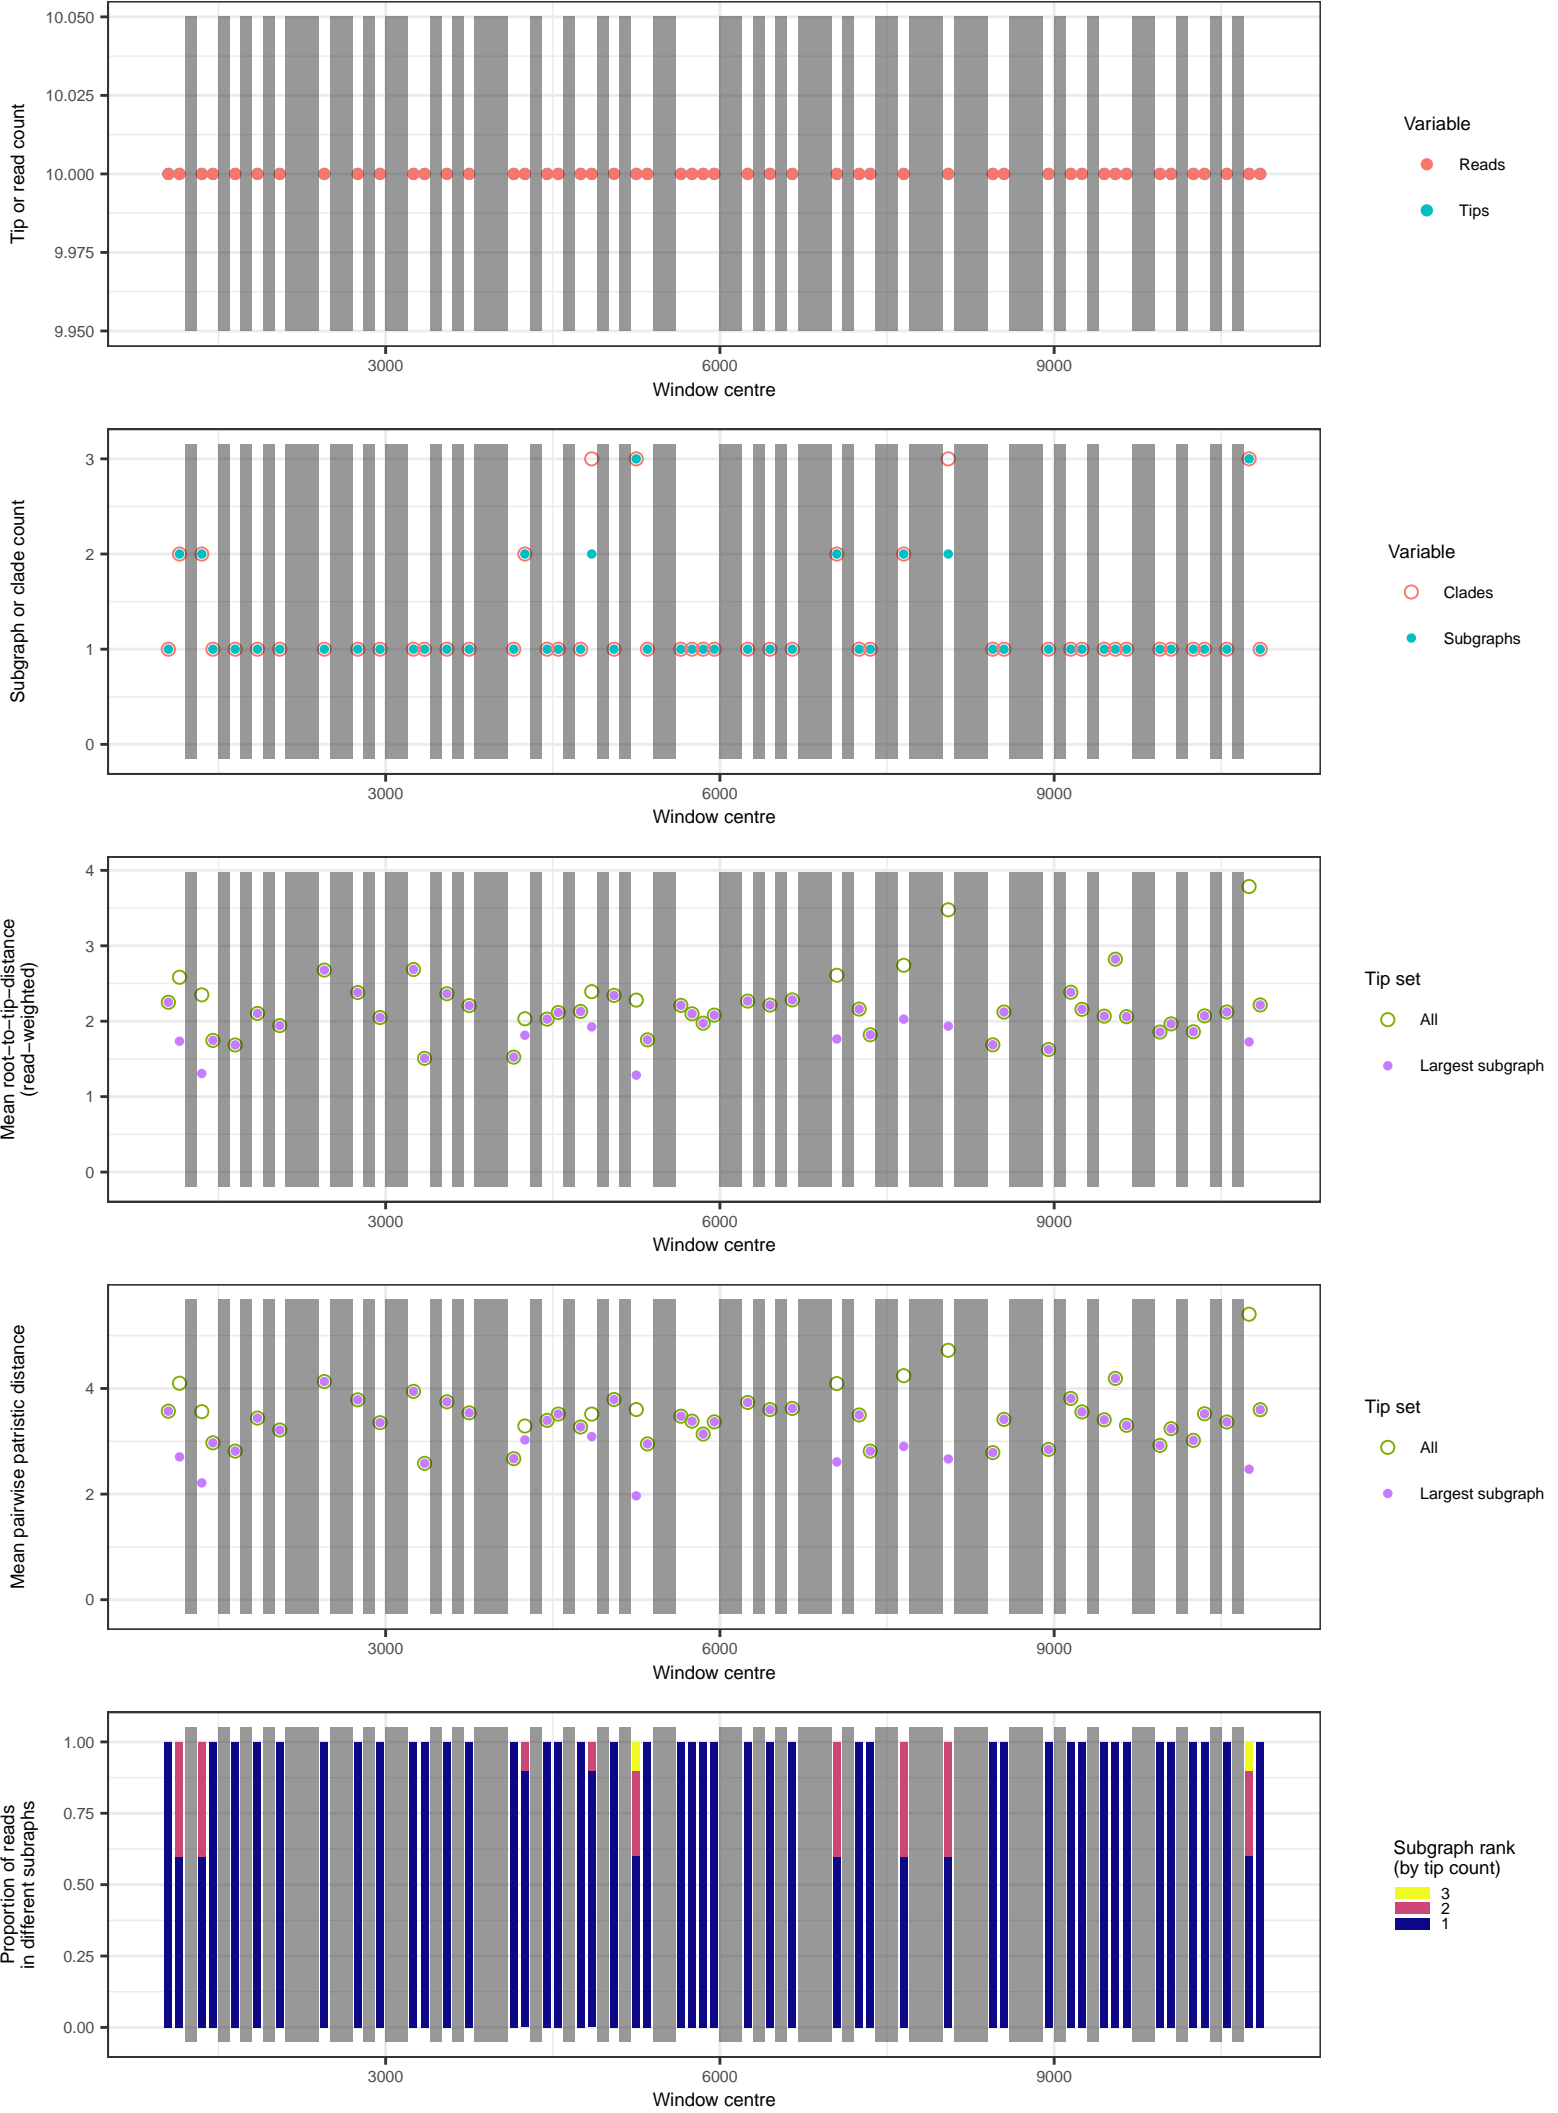 10.050
10.025
10.000
9.975
9.950
Tip or read count
3000
6000
9000
Window centre
Variable
Reads
Tips
3
2
1
0
Subgraph or clade count
3000
6000
9000
Window centre
Variable
Clades
Subgraphs
4
3
2
1
0
Mean root−to−tip−distance
(read−weighted)
3000
6000
9000
Window centre
Tip set
All
Largest subgraph
4
2
0
Mean pairwise patristic distance
3000
6000
9000
Window centre
Tip set
All
Largest subgraph
1.00
0.75
0.50
0.25
0.00
Proportion of reads
in different subraphs
3000
6000
9000
Window centre
Subgraph rank
(by tip count)
3
2
1